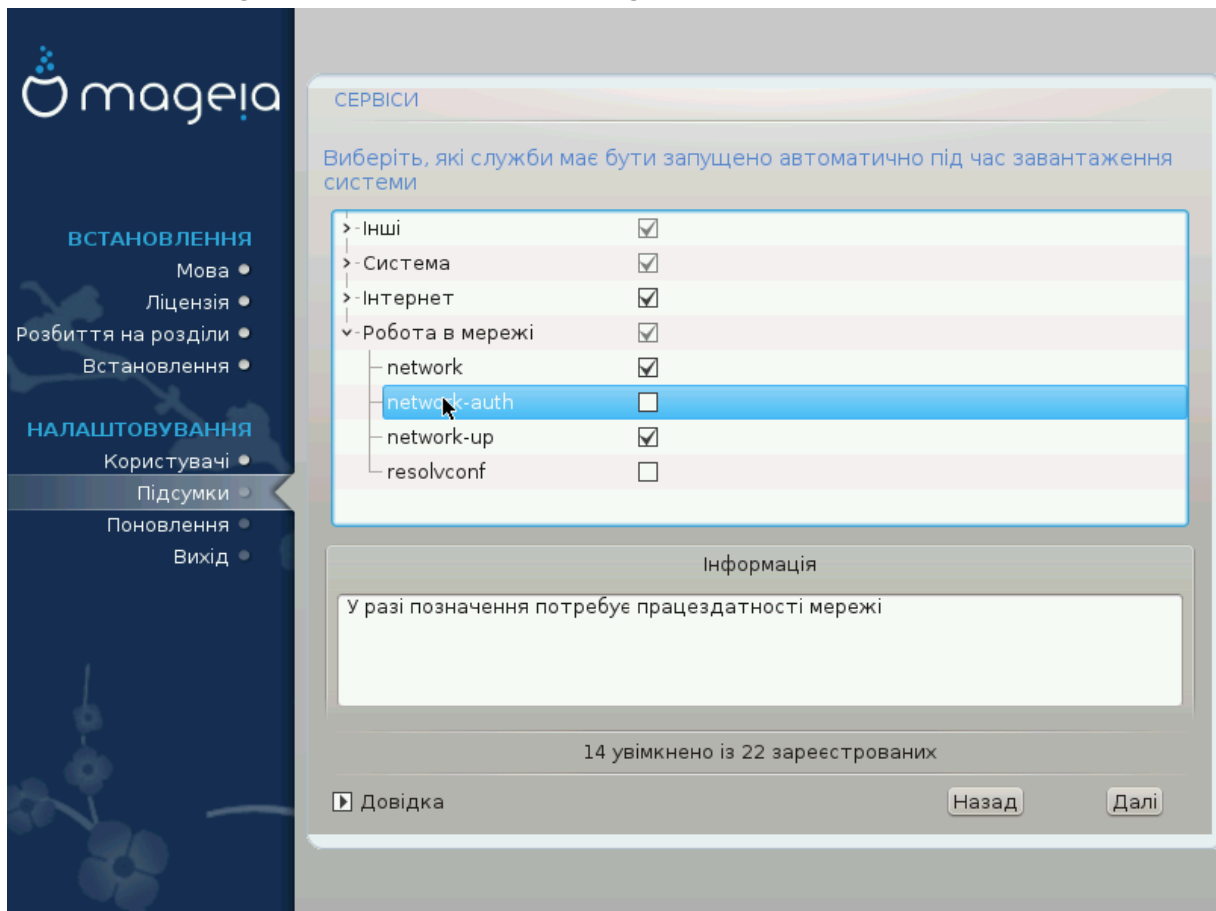 mageia
ВСТАНОВЛЕННЯ
Мова
Ліцензія
Розбиття на розділи
Встановлення
НАЛАШТОВУВАННЯ
Користувачі
Підсумки
Поновлення
Вихід
СЕРВІСИ
Виберіть, які служби має бути запущено автоматично під час завантаження
системи
Інші
Система
Інтернет
Робота в мережі
network
network-auth
network-up
resolvconf
Інформація
У разі позначення потребує працездатності мережі
14 увімкнено із 22 зареєстрованих
Довідка
Назад
Далі